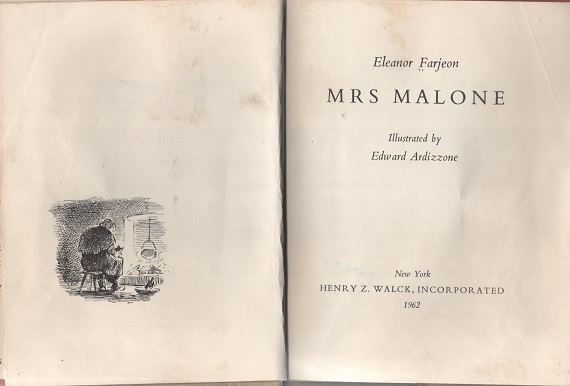 Eleanor Farjeon
MRS MALONE
Illustrated by
Edward Ardizzone
New York
HENRY Z. WALCK, INCORPORATED
1962